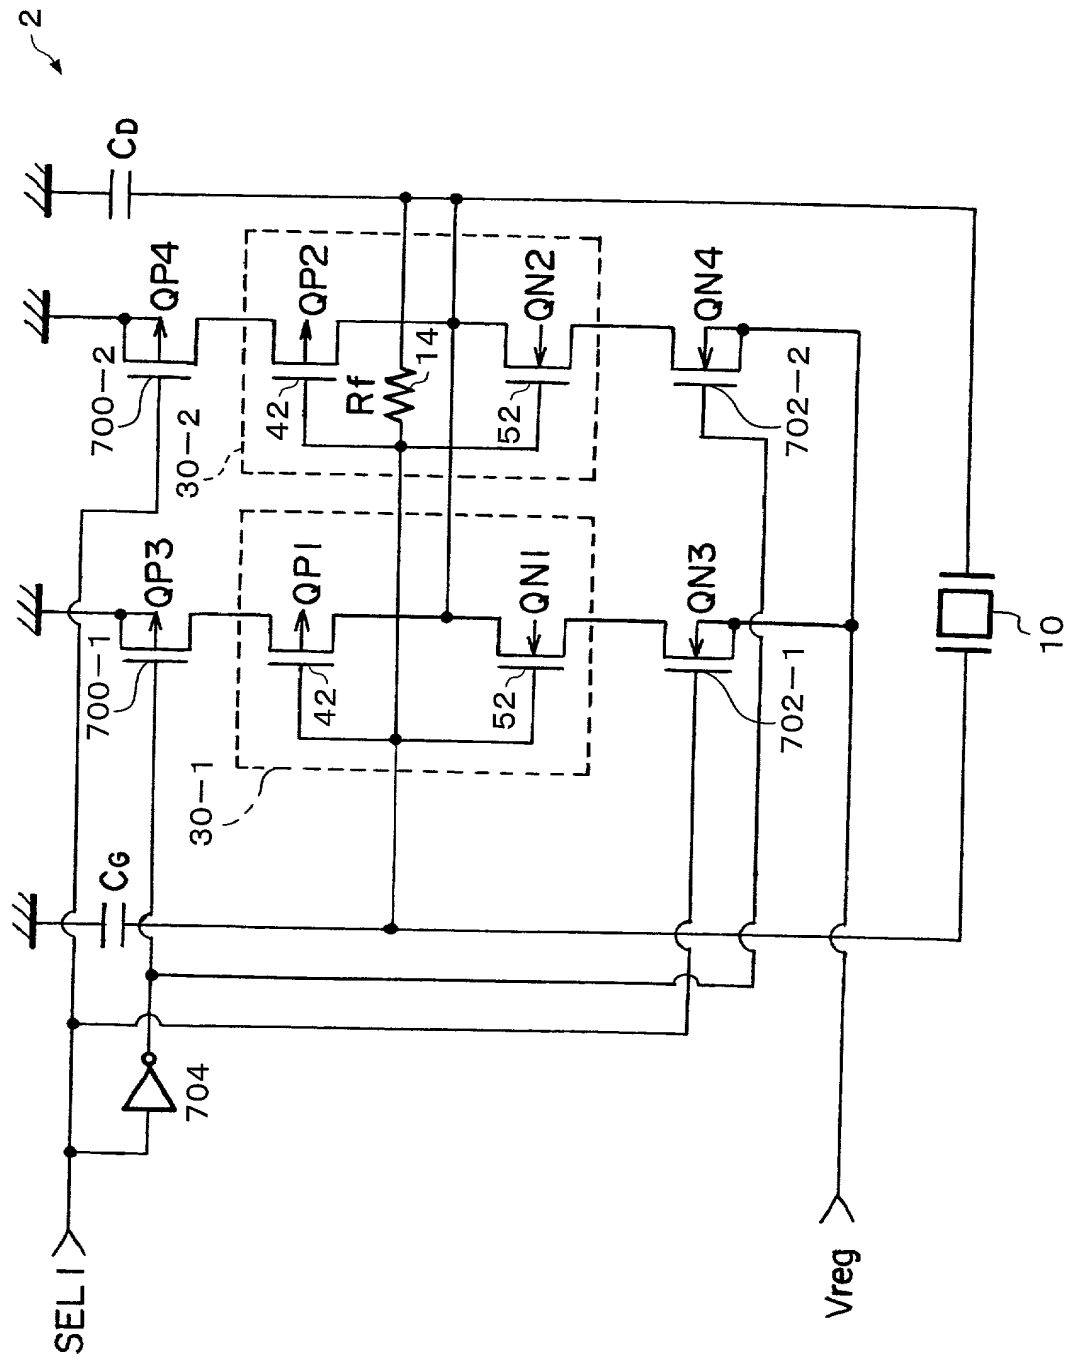 2
CD
QP4
700-2
QP2
42
Rf
14
QN2
52
QN4
702-2
30-2
QP3
700-1
QP1
42
QN1
52
QN3
702-1
30-1
10
CG
704
SEL1
Vreg